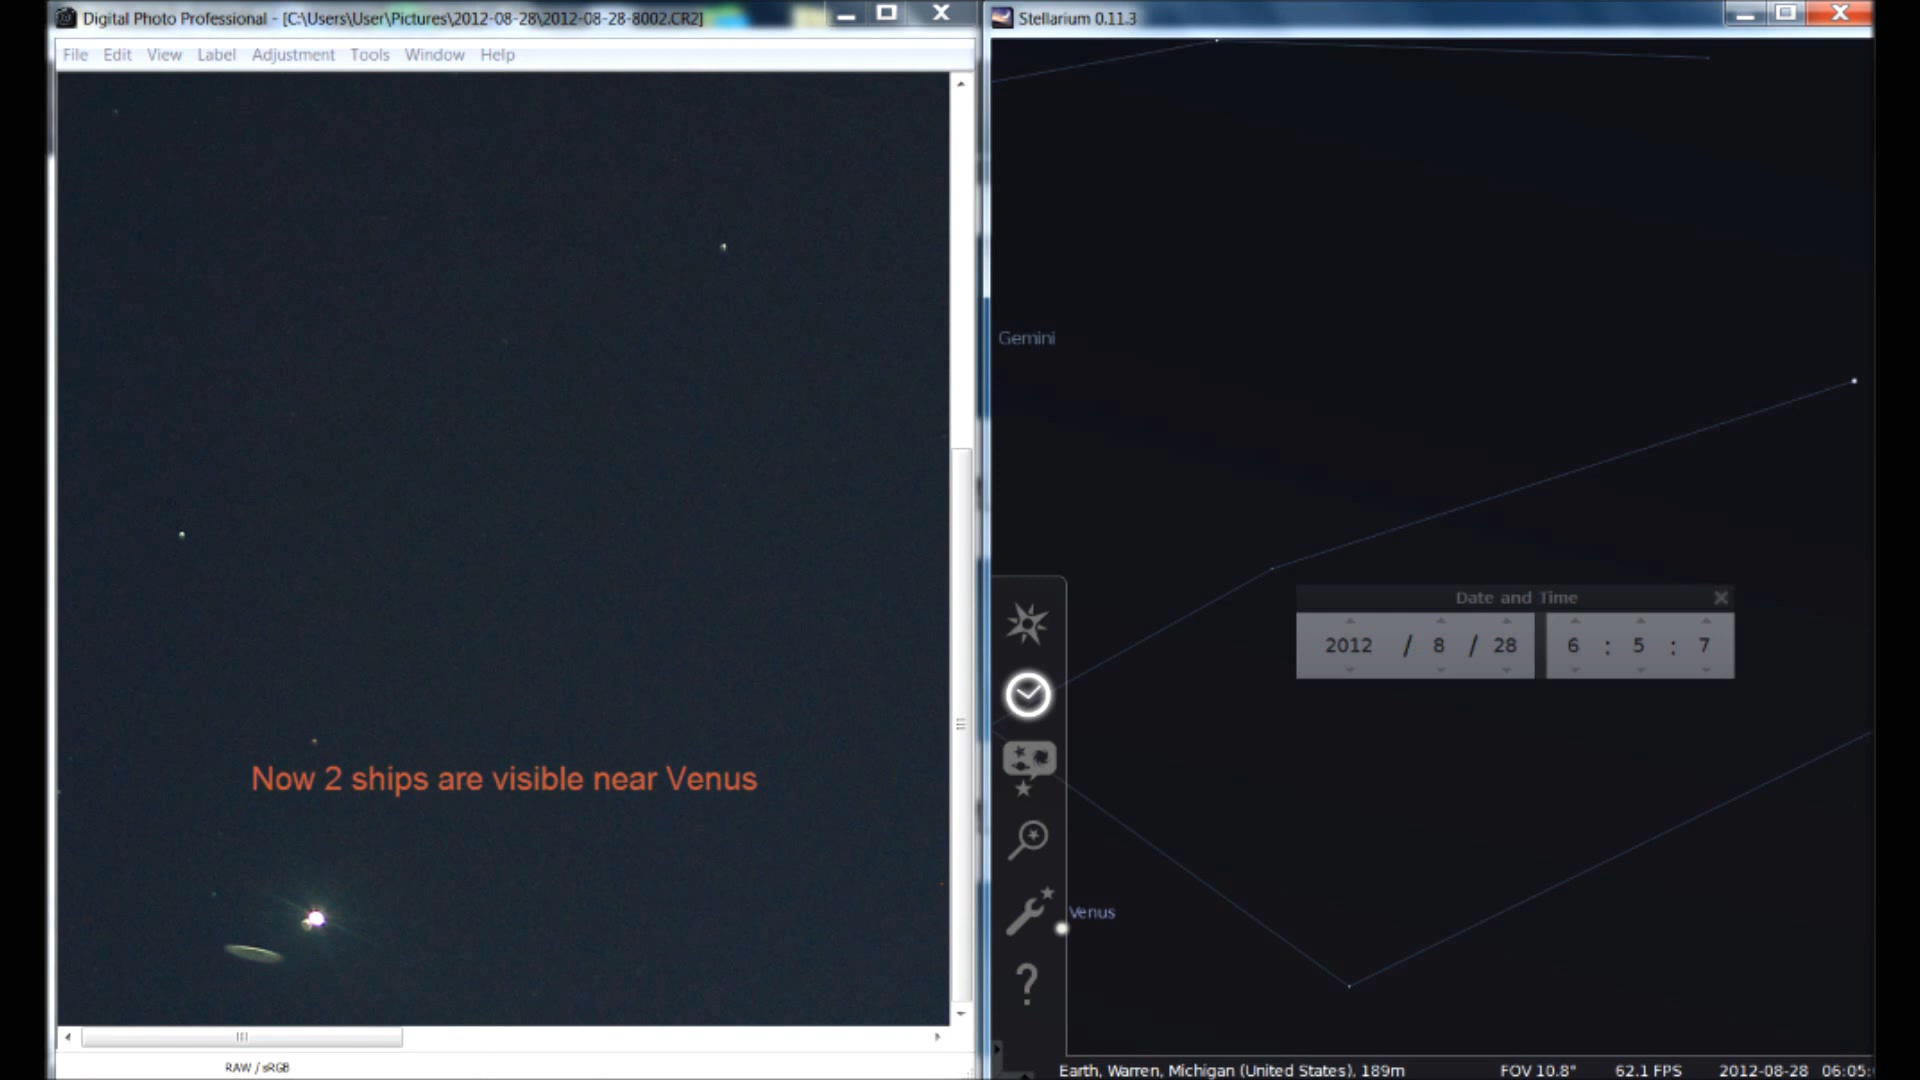 Digital Photo Professional - [C:\Users\User\Pictures\2012-08-28\2012-08-28-8002.CR2]
File Edit View Label Adjustment Tools Window Help
Now 2 ships are visible near Venus
RAW / sRGB
Stellarium 0.11.3
Gemini
Date and Time
2012 / 8 / 28 6 : 5 : 7
Venus
Earth, Warren, Michigan (United States), 189m FOV 10.8° 62.1 FPS 2012-08-28 06:05: